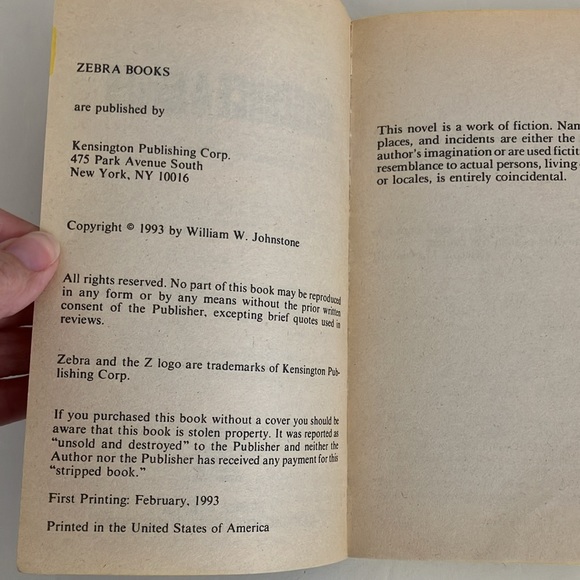 ZEBRA BOOKS
are published by
Kensington Publishing Corp.
475 Park Avenue South
New York, NY 10016
Copyright © 1993 by William W. Johnstone
All rights reserved. No part of this book may be reproduced
in any form or by any means without the prior written
consent of the Publisher, excepting brief quotes used in
reviews.
Zebra and the Z logo are trademarks of Kensington Pub-
lishing Corp.
If you purchased this book without a cover you should be
aware that this book is stolen property. It was reported as
“unsold and destroyed” to the Publisher and neither the
Author nor the Publisher has received any payment for this
“stripped book.”
First Printing: February, 1993
Printed in the United States of America
This novel is a work of fiction. Nam
places, and incidents are either the
author's imagination or are used fictit
resemblance to actual persons, living
or locales, is entirely coincidental.